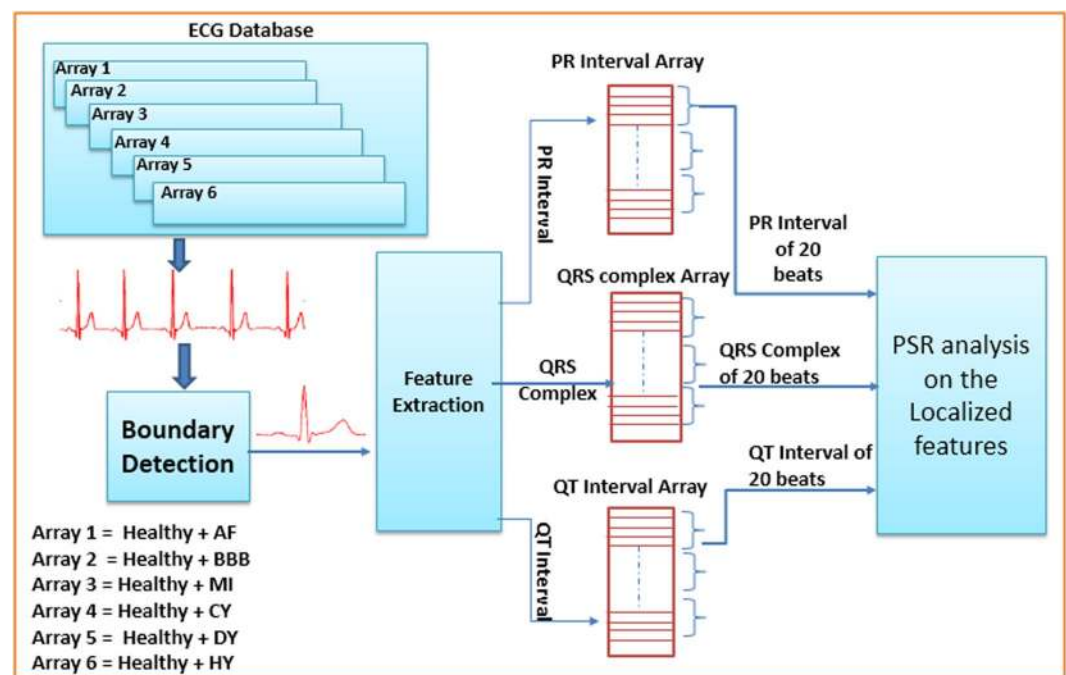 ECG Database
Array 1
Array 2
Array 3
Array 4
Array 5
Array 6
Boundary
Detection
Feature
Extraction
PR Interval
QRS
Complex
QT Interval
PR Interval Array
QRS complex Array
QT Interval Array
PR Interval
of 20
beats
QRS Complex
of 20 beats
QT Interval of
20 beats
PSR analysis
on the
Localized
features
Array 1 = Healthy + AF
Array 2 = Healthy + BBB
Array 3 = Healthy + MI
Array 4 = Healthy + CY
Array 5 = Healthy + DY
Array 6 = Healthy + HY